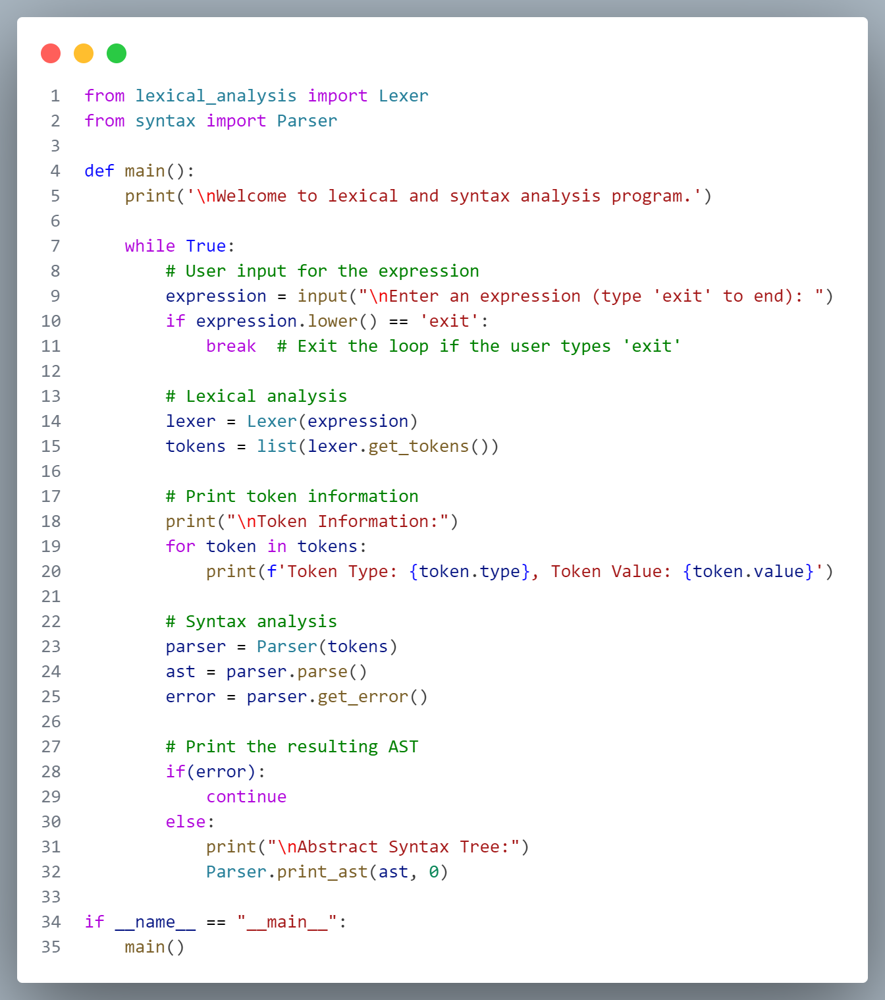 1 from lexical_analysis import Lexer
2 from syntax import Parser
3
4 def main():
5     print('\nWelcome to lexical and syntax analysis program.')
6
7     while True:
8         # User input for the expression
9         expression = input("\nEnter an expression (type 'exit' to end): ")
10         if expression.lower() == 'exit':
11             break  # Exit the loop if the user types 'exit'
12
13         # Lexical analysis
14         lexer = Lexer(expression)
15         tokens = list(lexer.get_tokens())
16
17         # Print token information
18         print("\nToken Information:")
19         for token in tokens:
20             print(f'Token Type: {token.type}, Token Value: {token.value}')
21
22         # Syntax analysis
23         parser = Parser(tokens)
24         ast = parser.parse()
25         error = parser.get_error()
26
27         # Print the resulting AST
28         if(error):
29             continue
30         else:
31             print("\nAbstract Syntax Tree:")
32             Parser.print_ast(ast, 0)
33
34 if __name__ == "__main__":
35     main()